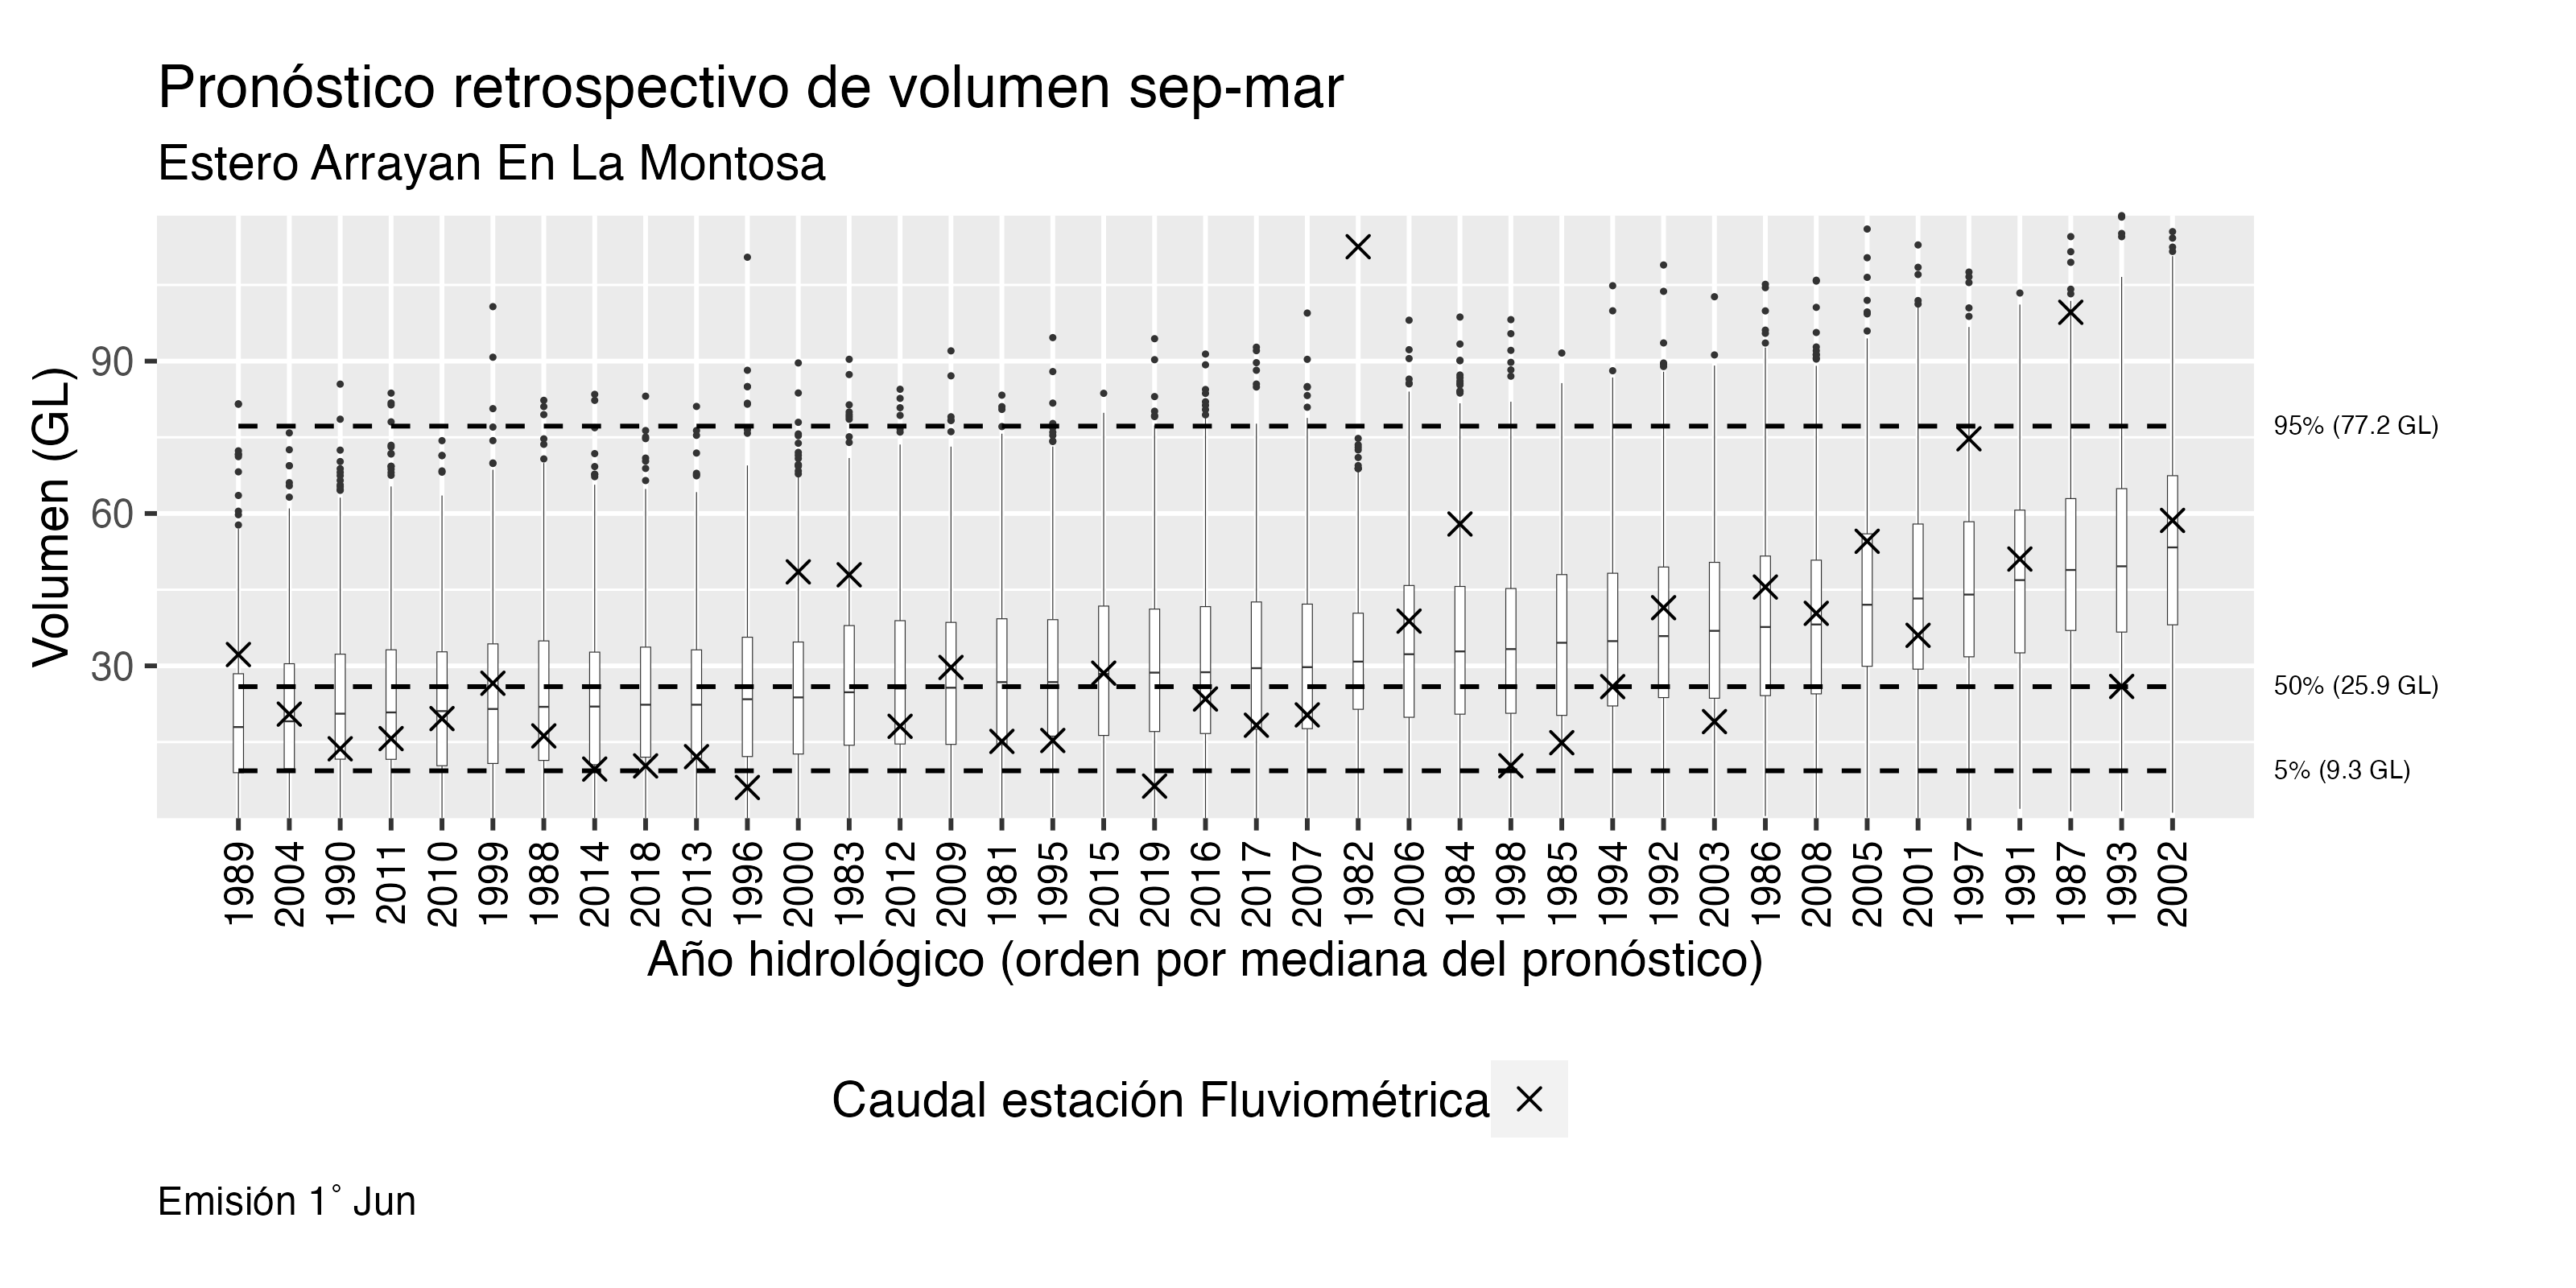 Pronóstico retrospectivo de volumen sep-mar
Estero Arrayan En La Montosa
Volumen (GL)
90
60
30
95% (77.2 GL)
50% (25.9 GL)
5% (9.3 GL)
1989 2004 1990 2011 2010 1999 1988 2014 2018 2013 1996 2000 1983 2012 2009 1981 1995 2015 2019 2016 2017 2007 1982 2006 1984 1998 1985 1994 1992 2003 1986 2008 2005 2001 1997 1991 1987 1993 2002
Año hidrológico (orden por mediana del pronóstico)
Caudal estación Fluviométrica
Emisión 1° Jun